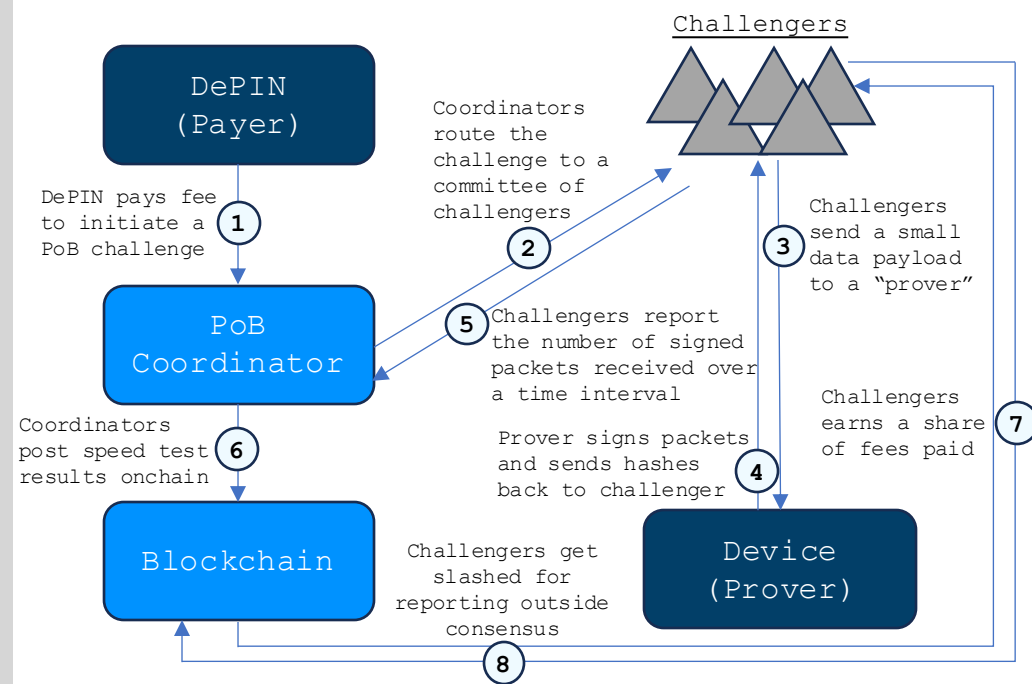 Challengers
DePIN
(Payer)
Coordinators
route the
challenge to a
committee of
challengers
DePIN pays fee
to initiate a
PoB challenge
1
2
3
Challengers
send a small
data payload
to a “prover”
PoB
Coordinator
5
Challengers report
the number of signed
packets received over
a time interval
Coordinators
post speed test
results onchain
6
Prover signs packets
and sends hashes
back to challenger
4
Challengers
earns a share
of fees paid
7
Blockchain
Challengers get
slashed for
reporting outside
consensus
8
Device
(Prover)